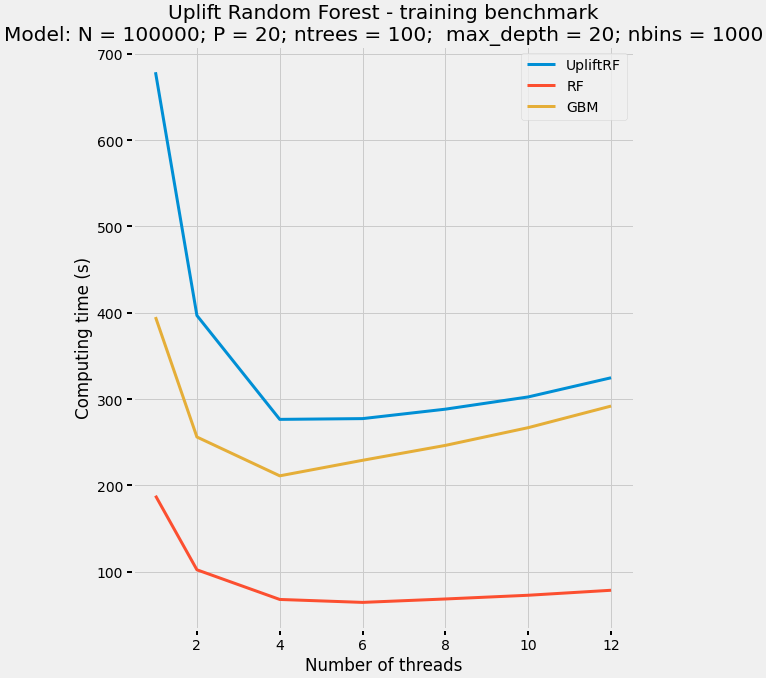 Uplift Random Forest - training benchmark
Model: N = 100000; P = 20; ntrees = 100;  max_depth = 20; nbins = 1000
UpliftRF
RF
GBM
Computing time (s)
700
600
500
400
300
200
100
2 4 6 8 10 12
Number of threads